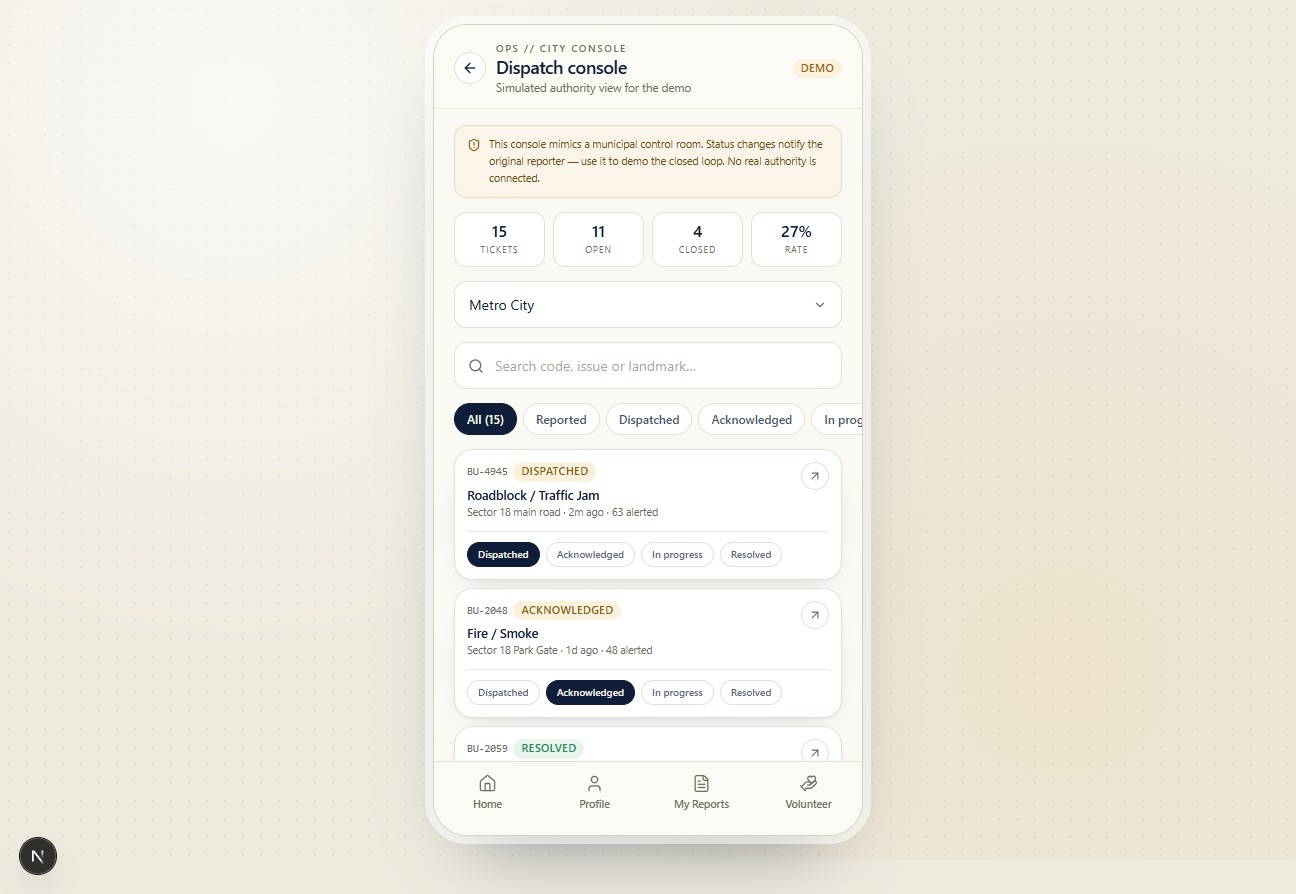 OPS // CITY CONSOLE
Dispatch console
Simulated authority view for the demo
DEMO
This console mimics a municipal control room. Status changes notify the
original reporter — use it to demo the closed loop. No real authority is
connected.
15
TICKETS
11
OPEN
4
CLOSED
27%
RATE
Metro City
Search code, issue or landmark...
All (15) Reported Dispatched Acknowledged In prog
BU-4945 DISPATCHED
Roadblock / Traffic Jam
Sector 18 main road · 2m ago · 63 alerted
Dispatched Acknowledged In progress Resolved
BU-2048 ACKNOWLEDGED
Fire / Smoke
Sector 18 Park Gate · 1d ago · 48 alerted
Dispatched Acknowledged In progress Resolved
BU-2059 RESOLVED
Home Profile My Reports Volunteer
N